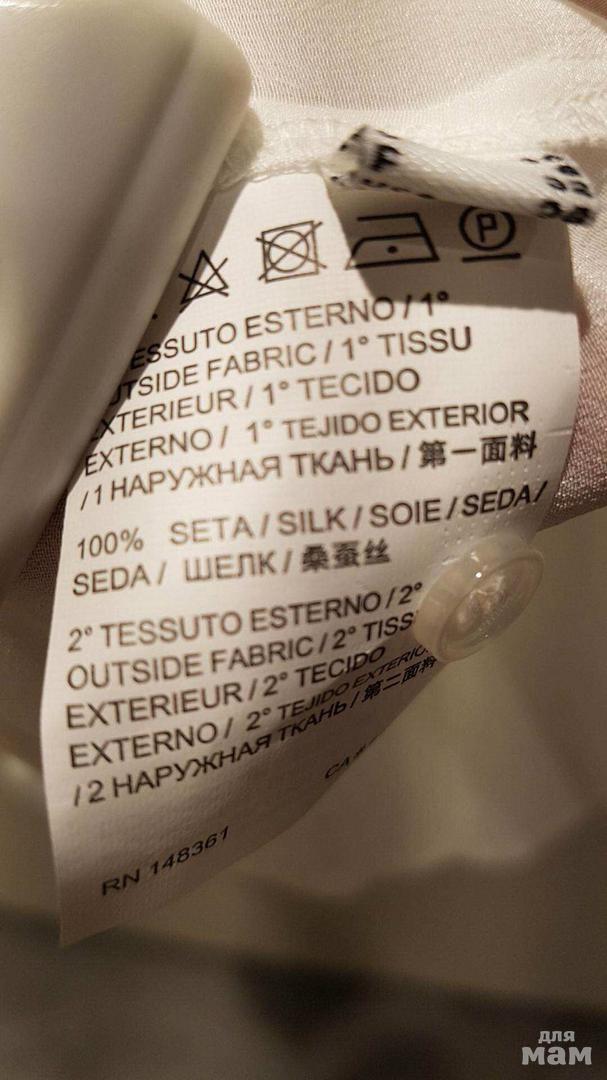 P
TESSUTO ESTERNO / 1°
OUTSIDE FABRIC / 1° TISSU
EXTERIEUR / 1° TECIDO
EXTERNO / 1° TEJIDO EXTERIOR
/ 1 НАРУЖНАЯ ТКАНЬ / 第一面料
100% SETA / SILK / SOIE / SEDA /
SEDA / ШЕЛК / 桑蚕丝
2° TESSUTO ESTERNO / 2°
OUTSIDE FABRIC / 2° TISS
EXTERIEUR / 2° TECIDO
EXTERNO / 2° TEJIDO EXTERIOR
/ 2 НАРУЖНАЯ ТКАНЬ / 第二面料
CA
RN 148361
для
мам